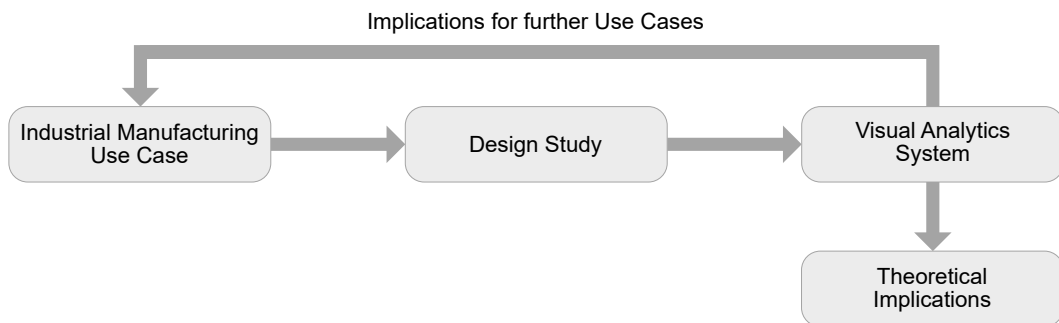 Implications for further Use Cases
Industrial Manufacturing
Use Case
Design Study
Visual Analytics
System
Theoretical
Implications